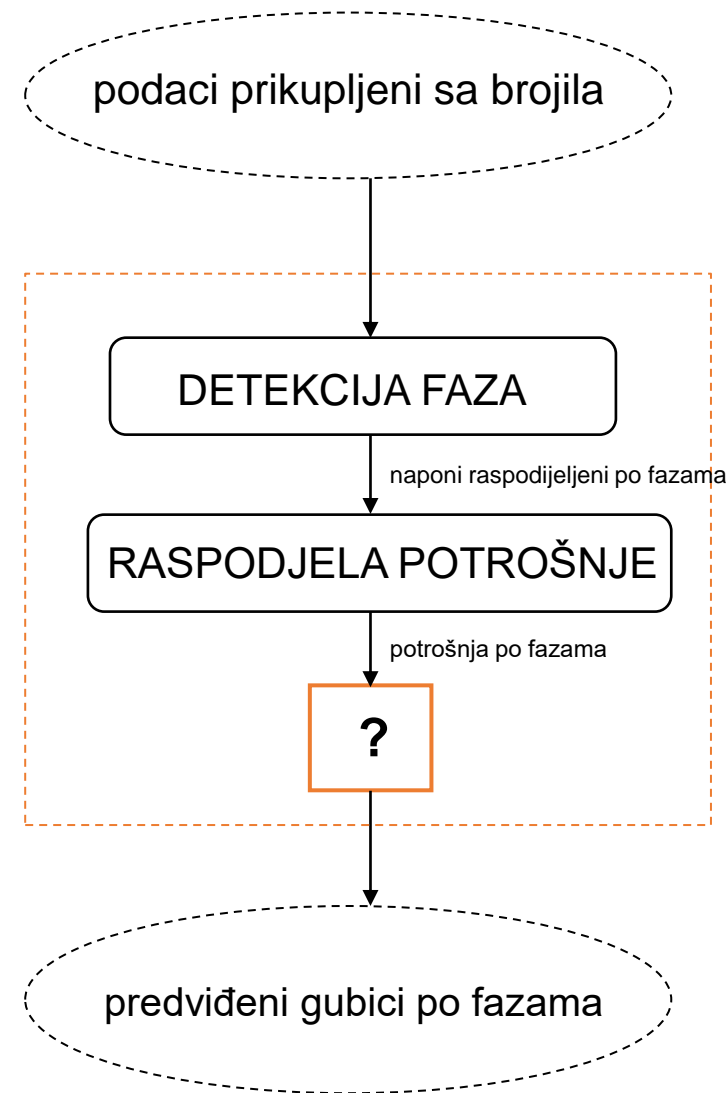 podaci prikupljeni sa brojila
DETEKCIJA FAZA
naponi raspodijeljeni po fazama
RASPODJELA POTROŠNJE
potrošnja po fazama
?
predviđeni gubici po fazama